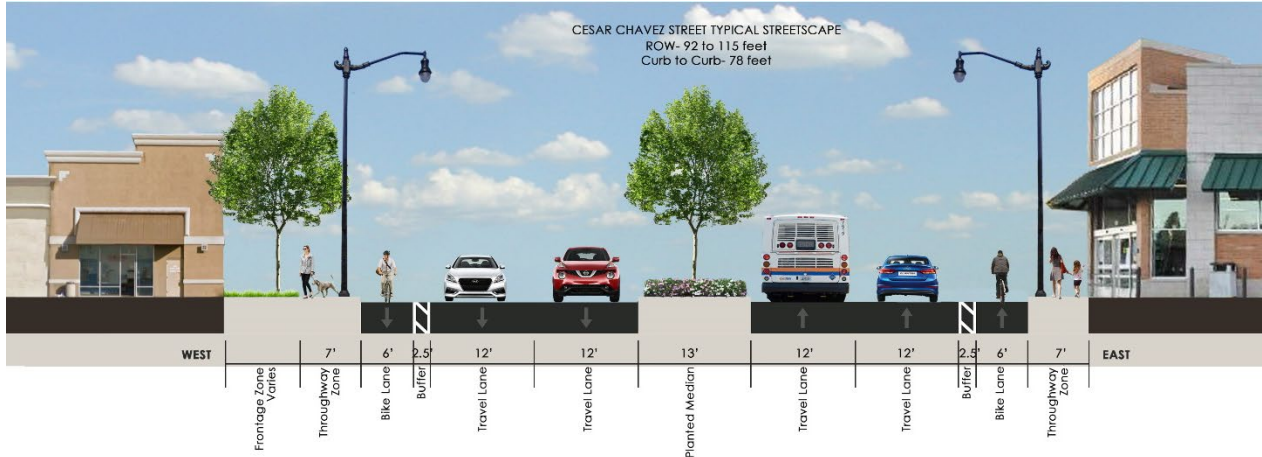 CESAR CHAVEZ STREET TYPICAL STREETSCAPE
ROW- 92 to 115 feet
Curb to Curb- 78 feet
WEST
7'
6'
2.5'
12'
12'
13'
12'
12'
2.5'
6'
7'
EAST
Frontage Zone
Varies
Throughway
Zone
Bike Lane
Buffer
Travel Lane
Travel Lane
Planted Median
Travel Lane
Travel Lane
Buffer
Bike Lane
Throughway
Zone